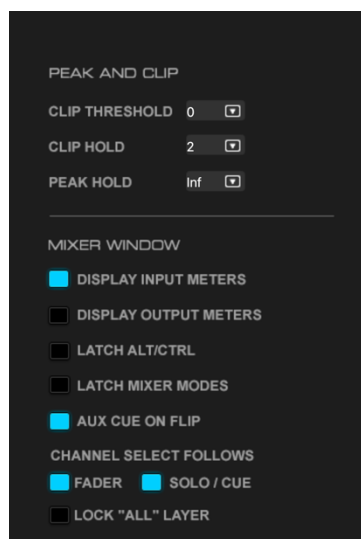 PEAK AND CLIP
CLIP THRESHOLD 0
CLIP HOLD 2
PEAK HOLD Inf
MIXER WINDOW
DISPLAY INPUT METERS
DISPLAY OUTPUT METERS
LATCH ALT/CTRL
LATCH MIXER MODES
AUX CUE ON FLIP
CHANNEL SELECT FOLLOWS
FADER SOLO / CUE
LOCK "ALL" LAYER